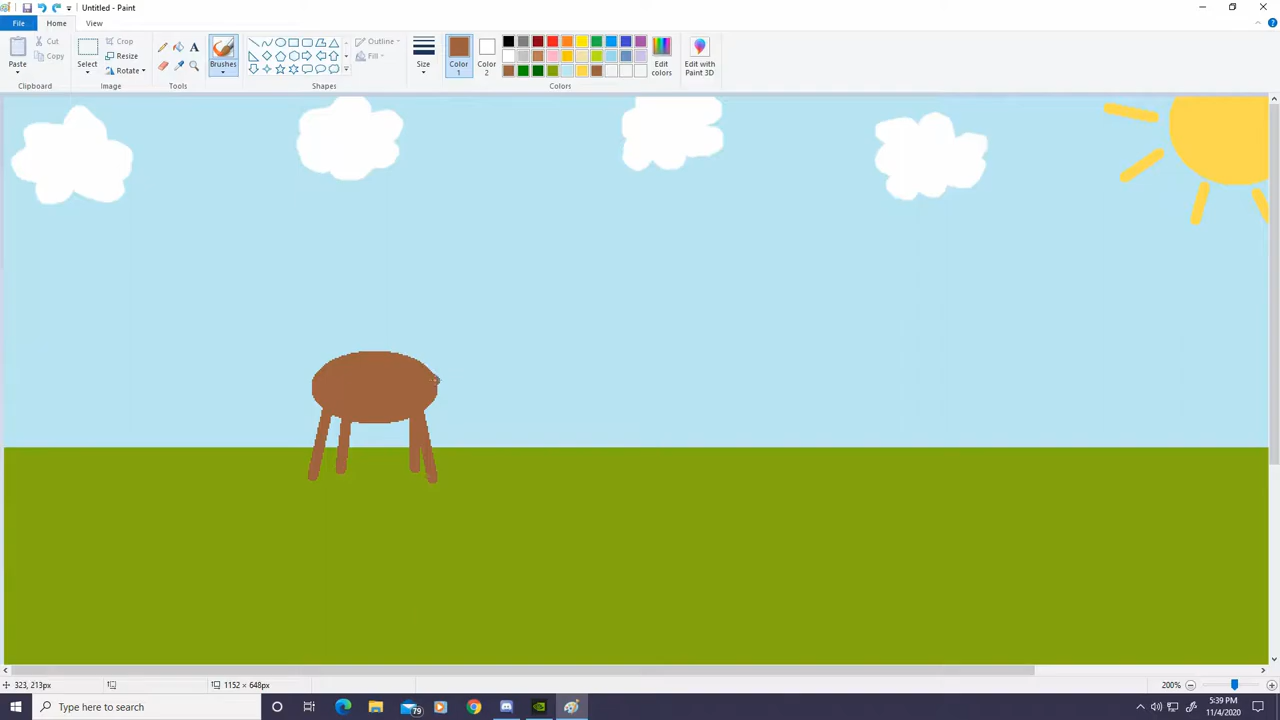 Untitled - Paint
File Home View
Paste
Cut
Copy
Clipboard
Select
Crop
Resize
Rotate
Image
Tools
Brushes
Shapes
Outline
Fill
Size
Color 1
Color 2
Colors
Edit colors
Edit with Paint 3D
323, 213px
1152 × 648px
200%
Type here to search
79
5:39 PM
11/4/2020